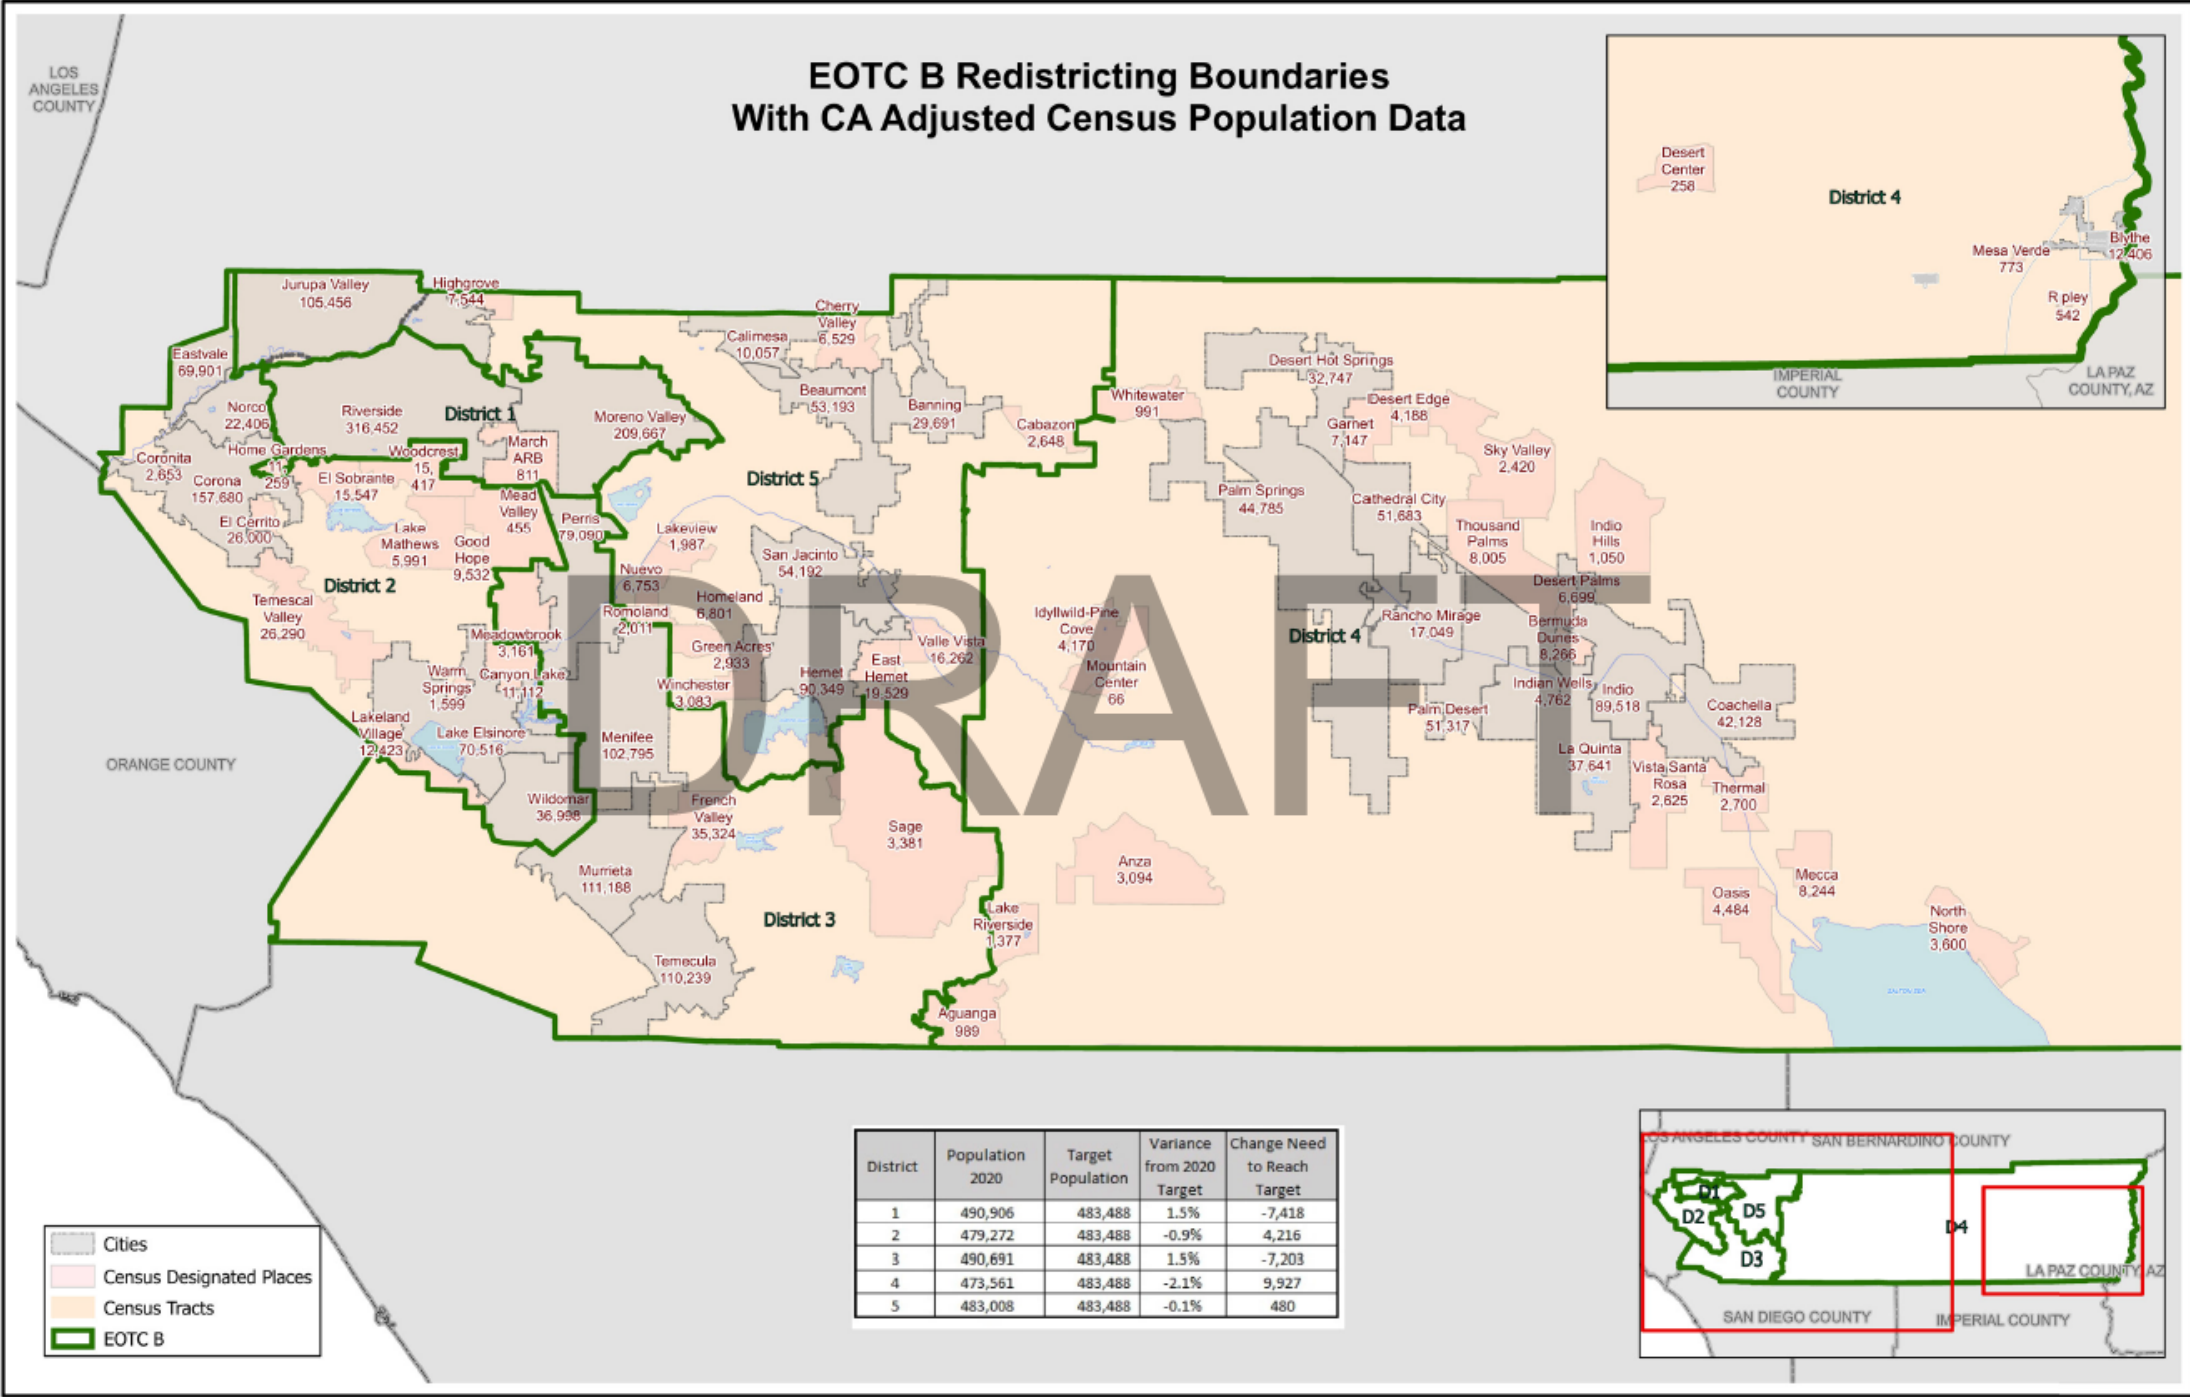 EOTC B Redistricting Boundaries
With CA Adjusted Census Population Data
LOS
ANGELES
COUNTY
Desert
Center
258
District 4
Mesa Verde
773
Blythe
12,406
R pley
542
IMPERIAL
COUNTY
LA PAZ
COUNTY, AZ
Jurupa Valley
105,456
Highgrove
7,544
Cherry
Valley
6,529
Calimesa
10,057
Eastvale
69,901
Beaumont
53,193
Banning
29,691
Desert Hot Springs
32,747
Whitewater
991
Desert Edge
4,188
Norco
22,406
Riverside
316,452
District 1
Moreno Valley
209,667
Cabazon
2,648
Garnet
7,147
Sky Valley
2,420
Coronita
2,653
Home Gardens
11,
259
Woodcrest
15,
417
March
ARB
811
Corona
157,680
El Sobrante
15,547
District 5
Palm Springs
44,785
Cathedral City
51,683
El Cerrito
26,000
Lake
Mathews
5,991
Mead
Valley
455
Good
Hope
9,532
Perris
79,090
Lakeview
1,987
San Jacinto
54,192
Thousand
Palms
8,005
Indio
Hills
1,050
District 2
Nuevo
6,753
Homeland
6,801
Desert Palms
6,699
Temescal
Valley
26,290
Romoland
2,011
Idyllwild-Pine
Cove
4,170
District 4
Rancho Mirage
17,049
Bermuda
Dunes
8,266
Meadowbrook
3,161
Green Acres
2,933
Valle Vista
16,262
DRAFT
Warm
Springs
1,599
Canyon Lake
11,112
Winchester
3,083
Hemet
90,349
East
Hemet
19,529
Mountain
Center
66
Indian Wells
4,762
Indio
89,518
Coachella
42,128
Palm Desert
51,317
Lakeland
Village
12,423
Lake Elsinore
70,516
Menifee
102,795
La Quinta
37,641
Vista Santa
Rosa
2,625
Thermal
2,700
ORANGE COUNTY
Wildomar
36,998
French
Valley
35,324
Sage
3,381
Anza
3,094
Murrieta
111,188
Mecca
8,244
Oasis
4,484
District 3
Lake
Riverside
1,377
North
Shore
3,600
Temecula
110,239
SALTON SEA
Aguanga
989
District Population 2020 Target Population Variance from 2020 Target Change Need to Reach Target
1 490,906 483,488 1.5% -7,418
2 479,272 483,488 -0.9% 4,216
3 490,691 483,488 1.5% -7,203
4 473,561 483,488 -2.1% 9,927
5 483,008 483,488 -0.1% 480
Cities
Census Designated Places
Census Tracts
EOTC B
LOS ANGELES COUNTY
SAN BERNARDINO COUNTY
D1
D2
D5
D4
D3
LA PAZ COUNTY, AZ
SAN DIEGO COUNTY
IMPERIAL COUNTY